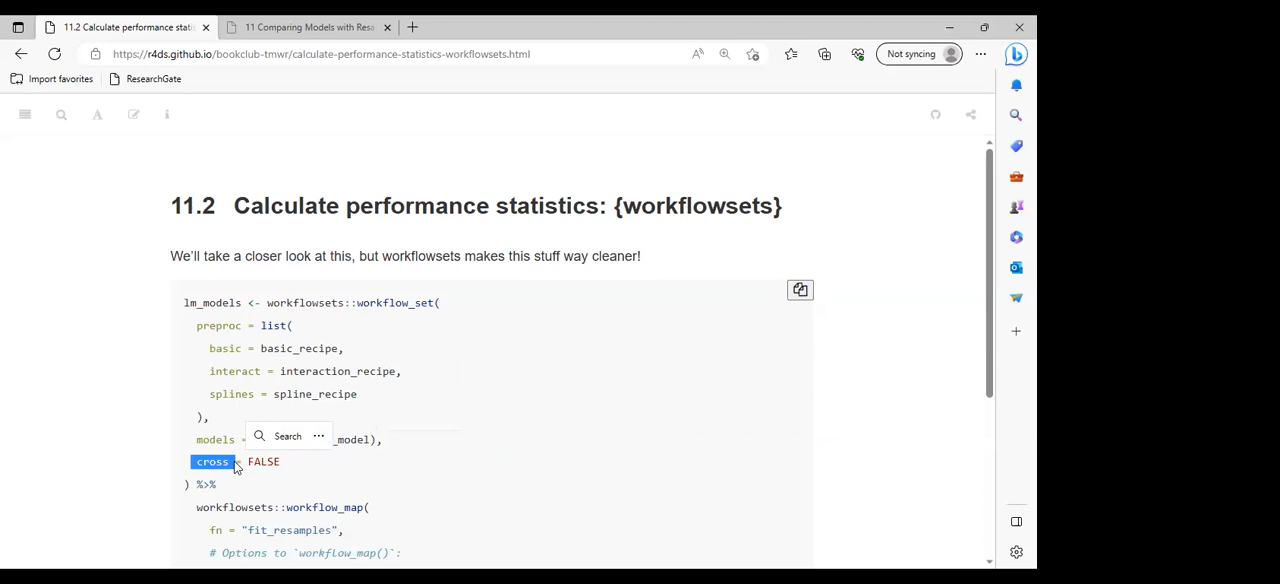 11.2 Calculate performance stati
11 Comparing Models with Resa
https://r4ds.github.io/bookclub-tmwr/calculate-performance-statistics-workflowsets.html
Not syncing
Import favorites
ResearchGate
11.2 Calculate performance statistics: {workflowsets}
We'll take a closer look at this, but workflowsets makes this stuff way cleaner!
lm_models <- workflowsets::workflow_set(
preproc = list(
basic = basic_recipe,
interact = interaction_recipe,
splines = spline_recipe
),
Search ...
models = _model),
cross = FALSE
) %>%
workflowsets::workflow_map(
fn = "fit_resamples",
# Options to `workflow_map()`: